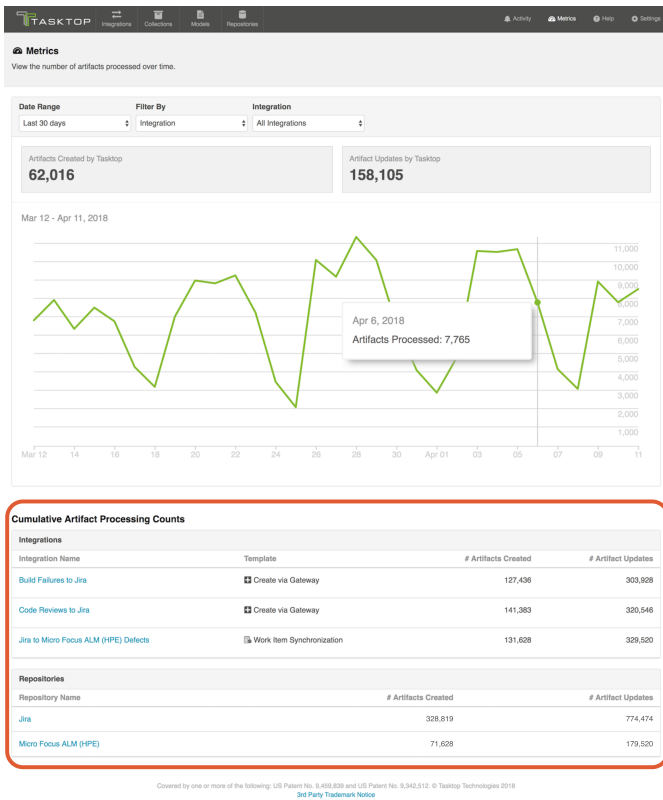 TASKTOP
Integrations Collections Models Repositories Activity Metrics Help Settings
Metrics
View the number of artifacts processed over time.
Date Range Filter By Integration
Last 30 days Integration All Integrations
Artifacts Created by Tasktop Artifact Updates by Tasktop
62,016 158,105
Mar 12 - Apr 11, 2018
11,000
10,000
9,000
8,000
7,000
6,000
5,000
4,000
3,000
2,000
1,000
Apr 6, 2018
Artifacts Processed: 7,765
Mar 12 14 16 18 20 22 24 26 28 30 Apr 01 03 05 07 09 11
Cumulative Artifact Processing Counts
Integrations
Integration Name Template # Artifacts Created # Artifact Updates
Build Failures to Jira Create via Gateway 127,436 303,928
Code Reviews to Jira Create via Gateway 141,383 320,546
Jira to Micro Focus ALM (HPE) Defects Work Item Synchronization 131,628 329,520
Repositories
Repository Name # Artifacts Created # Artifact Updates
Jira 328,819 774,474
Micro Focus ALM (HPE) 71,628 179,520
Covered by one or more of the following: US Patent No. 9,459,839 and US Patent No. 9,342,512. © Tasktop Technologies 2018
3rd Party Trademark Notice